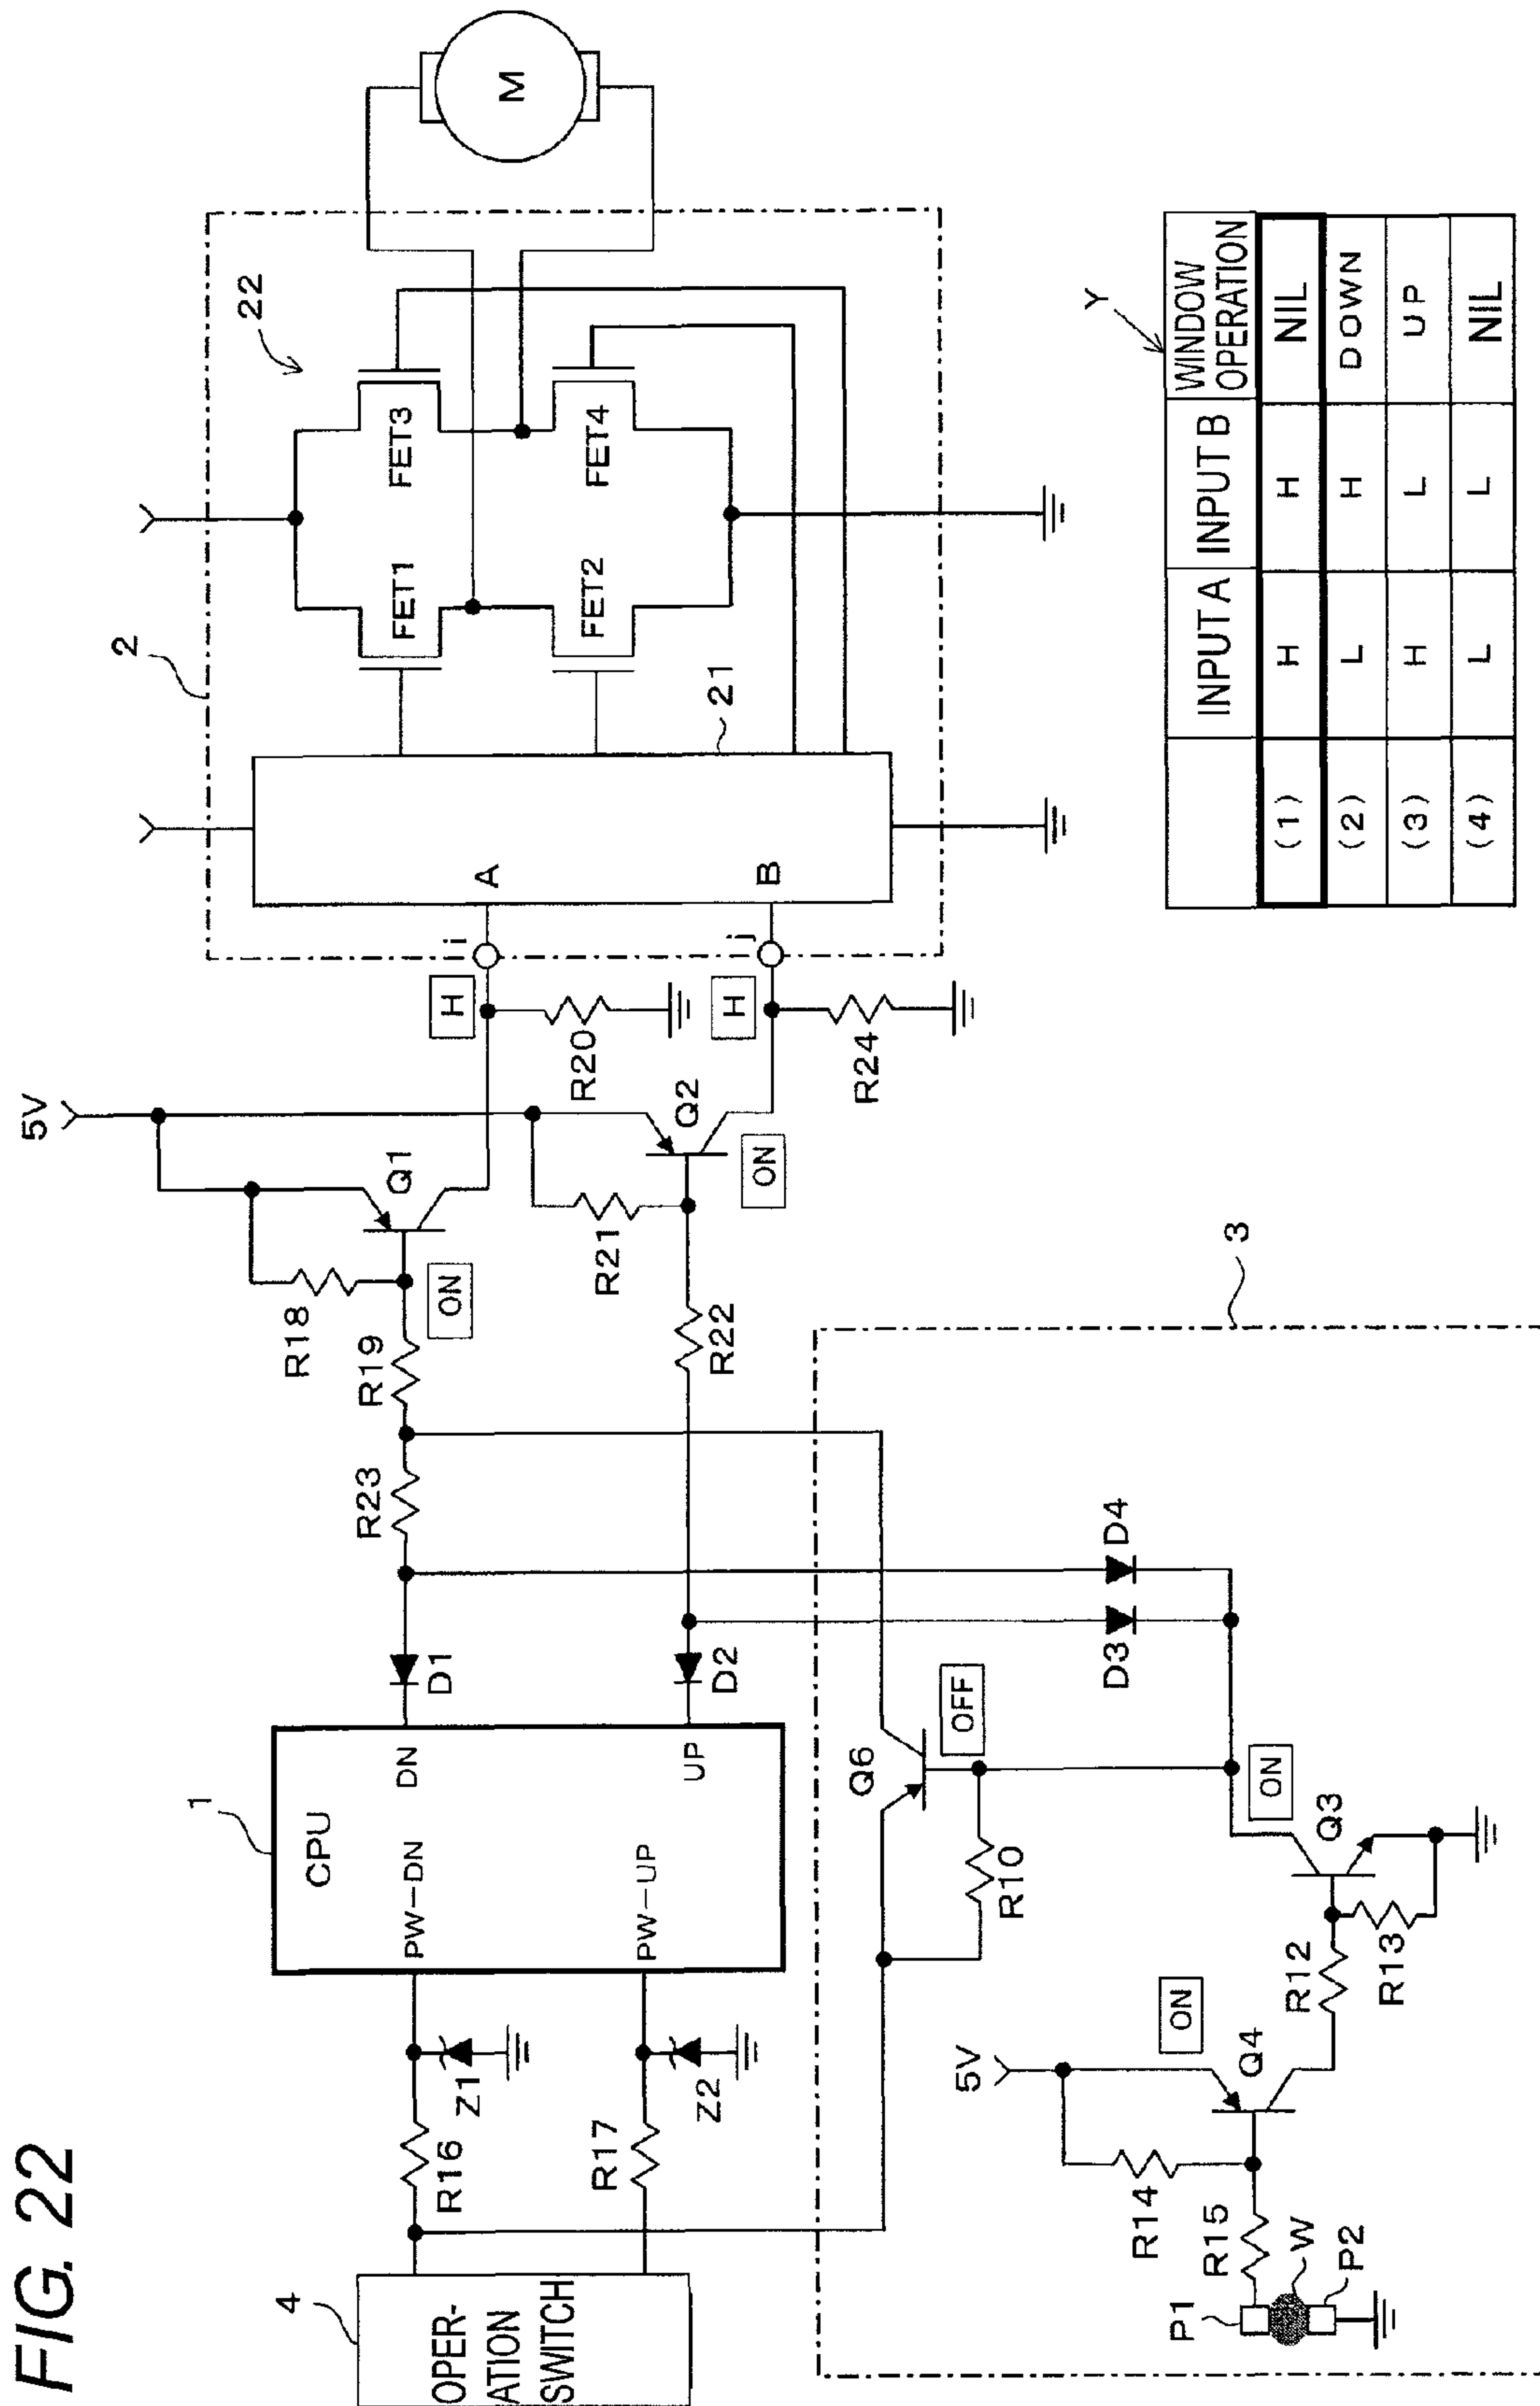 FIG. 22
4
OPER-
ATION
SWITCH
R16
R17
Z1
Z2
1
CPU
PW-DN
PW-UP
DN
UP
D1
D2
R23
R19
R18
ON
Q1
5V
R22
R21
ON
Q2
H
R20
H
R24
i
j
2
A
B
21
22
FET1
FET2
FET3
FET4
M
3
P1
W
P2
R15
R14
5V
Q4
ON
R12
R13
Q3
ON
R10
Q6
OFF
D3
D4
Y
INPUT A INPUT B WINDOW OPERATION
(1) H H NIL
(2) L H DOWN
(3) H L UP
(4) L L NIL